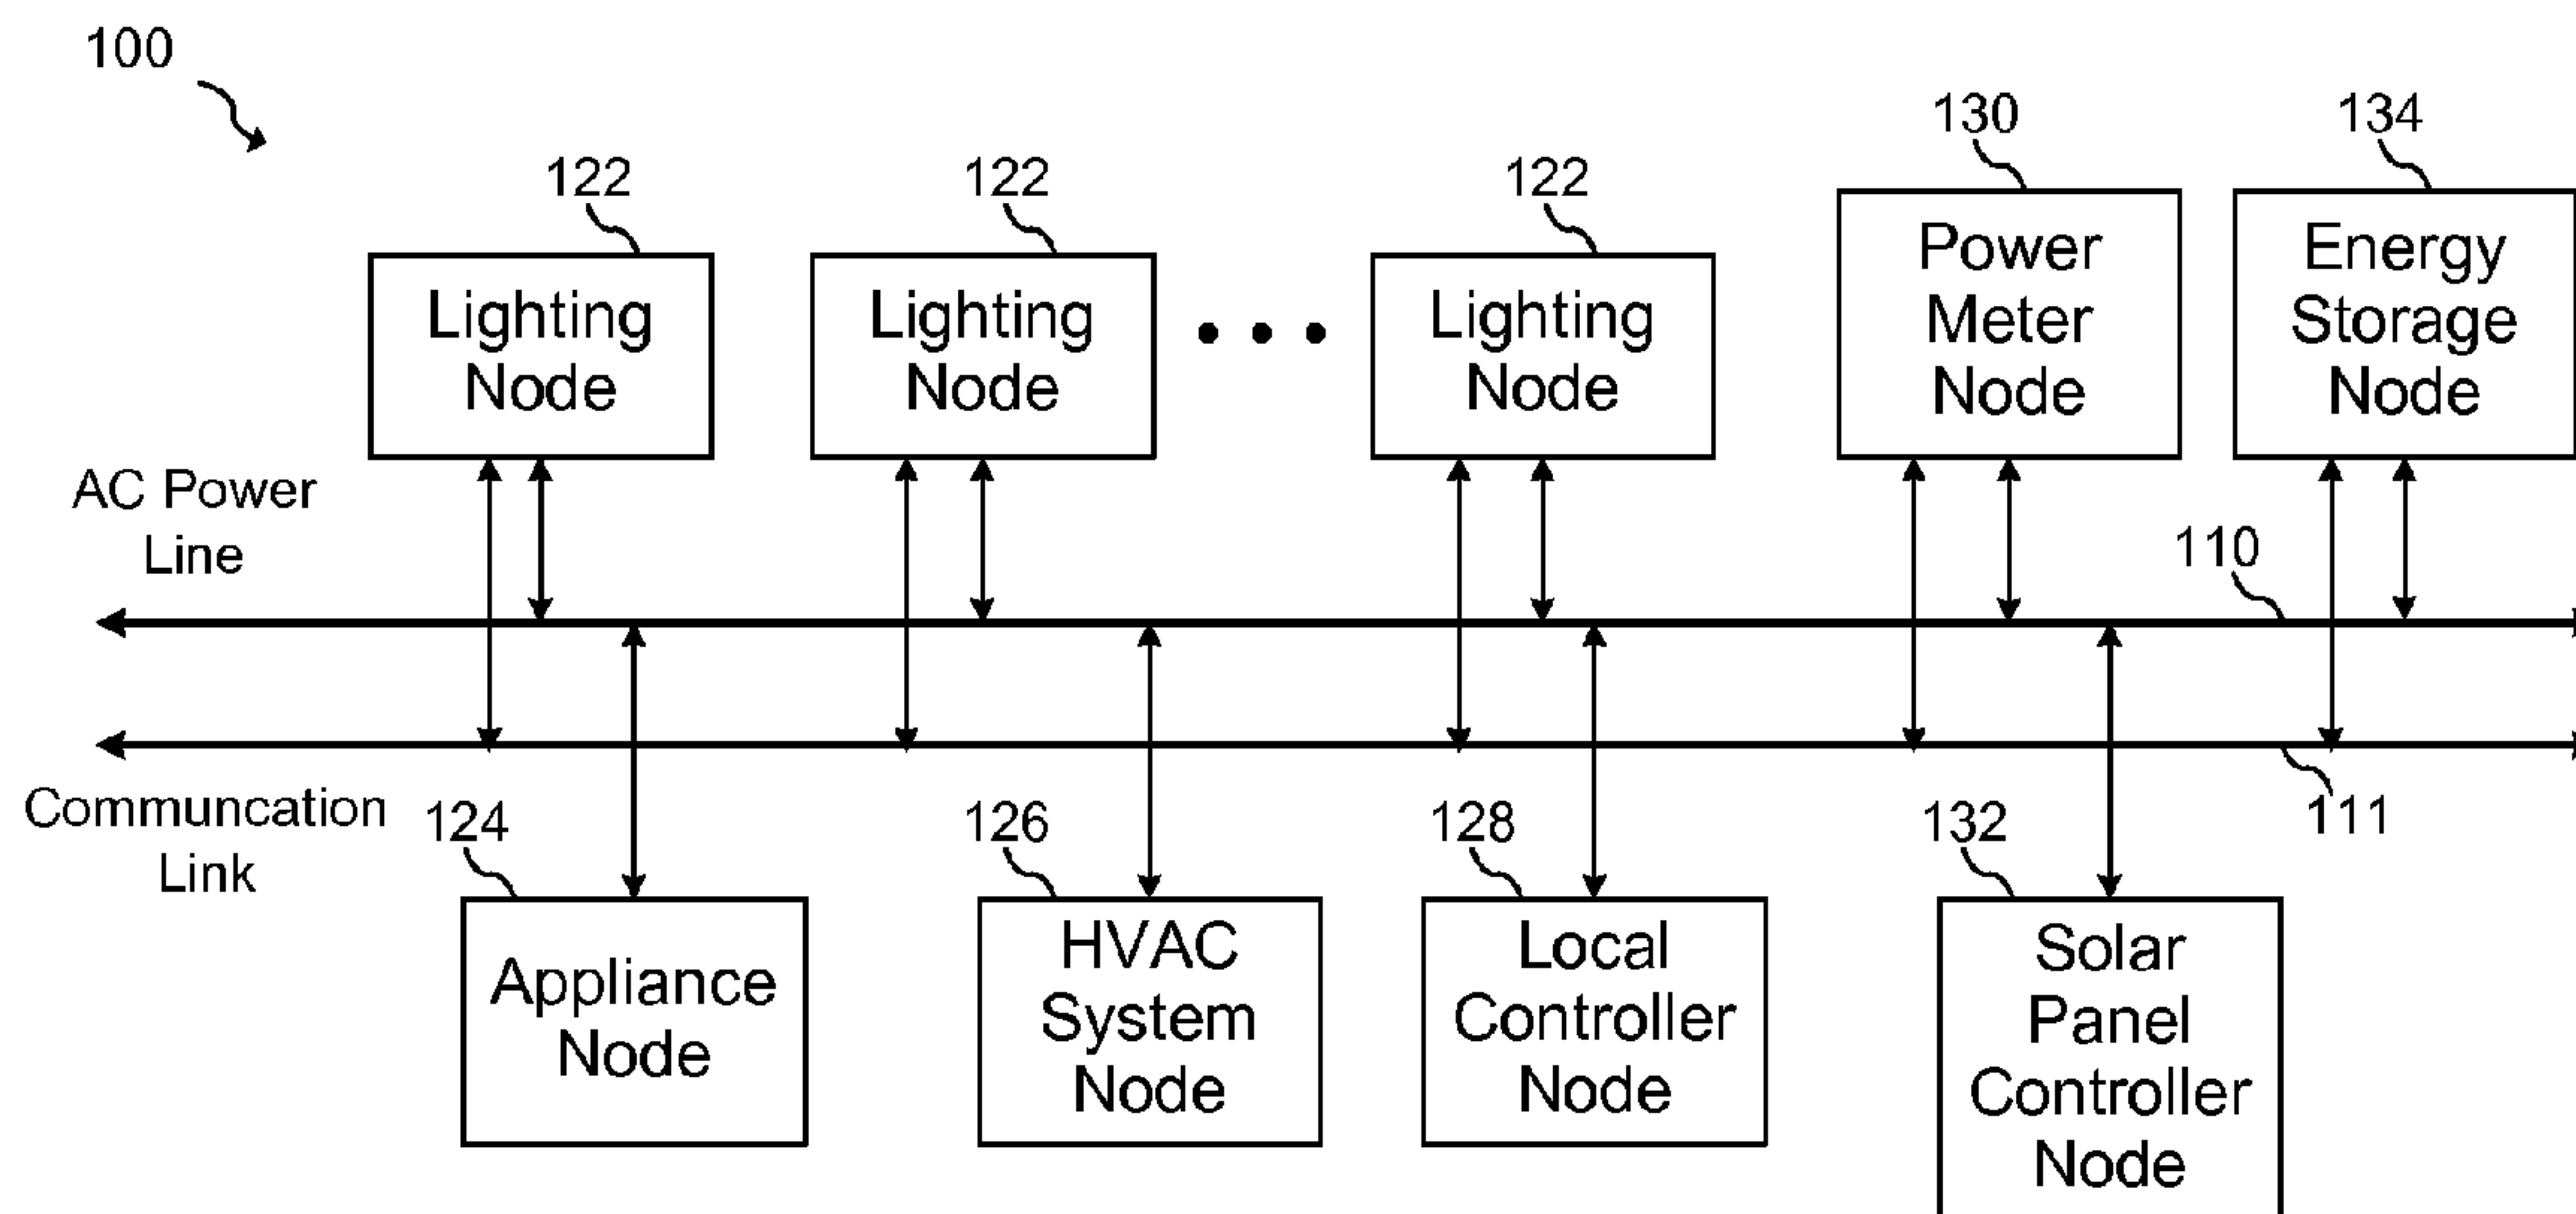 100
122
122
122
130
134
Lighting
Node
Lighting
Node
Lighting
Node
Power
Meter
Node
Energy
Storage
Node
AC Power
Line
110
Communcation
Link
111
124
126
128
132
Appliance
Node
HVAC
System
Node
Local
Controller
Node
Solar
Panel
Controller
Node